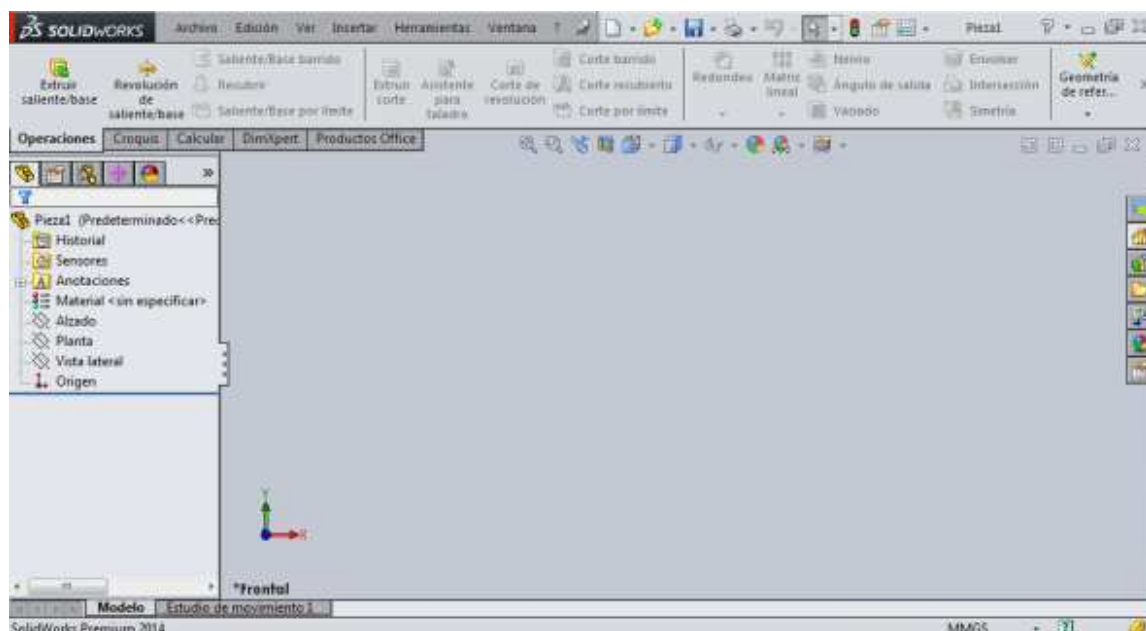 SOLIDWORKS Archivo Edición Ver Insertar Herramientas Ventana ? Pieza1
Extruir saliente/base
Revolución de saliente/base
Saliente/Base barrido
Recubrir
Saliente/Base por límite
Extruir corte
Asistente para taladro
Corte de revolución
Corte barrido
Corte recubierto
Corte por límite
Redondeo
Matriz lineal
Nervio
Ángulo de salida
Vaciado
Envolver
Intersección
Simetría
Geometría de refer...
Operaciones Croquis Calcular DimXpert Productos Office
Pieza1 (Predeterminado<<Pre
Historial
Sensores
Anotaciones
Material <sin especificar>
Alzado
Planta
Vista lateral
Origen
Y
X
*Frontal
Modelo Estudio de movimiento 1
SolidWorks Premium 2014 MMGS